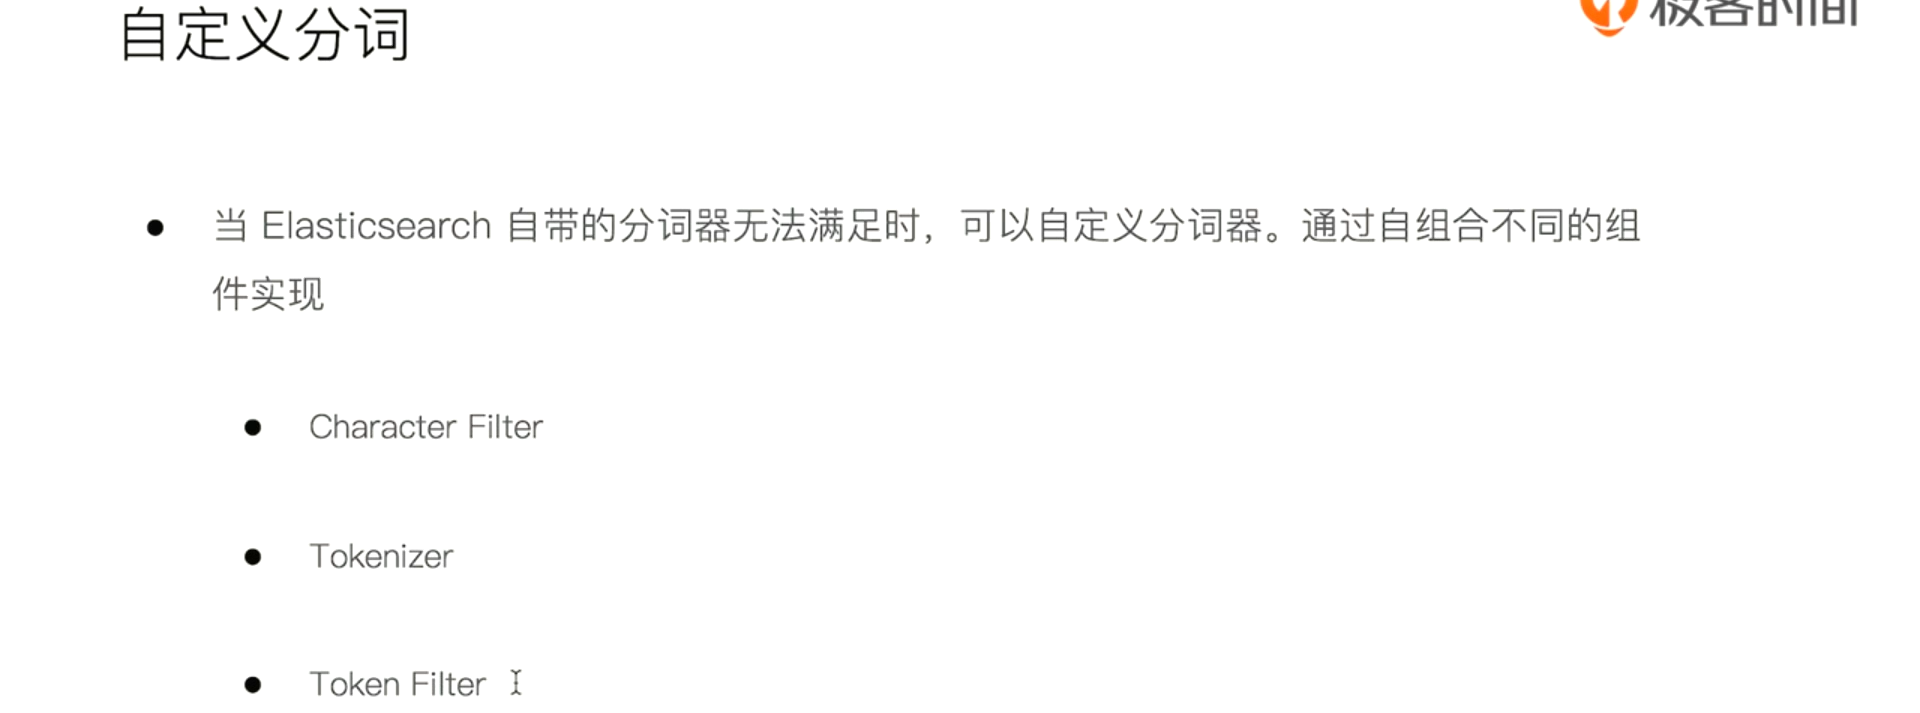 自定义分词
极客时间
当 Elasticsearch 自带的分词器无法满足时，可以自定义分词器。通过自组合不同的组
件实现
Character Filter
Tokenizer
Token Filter